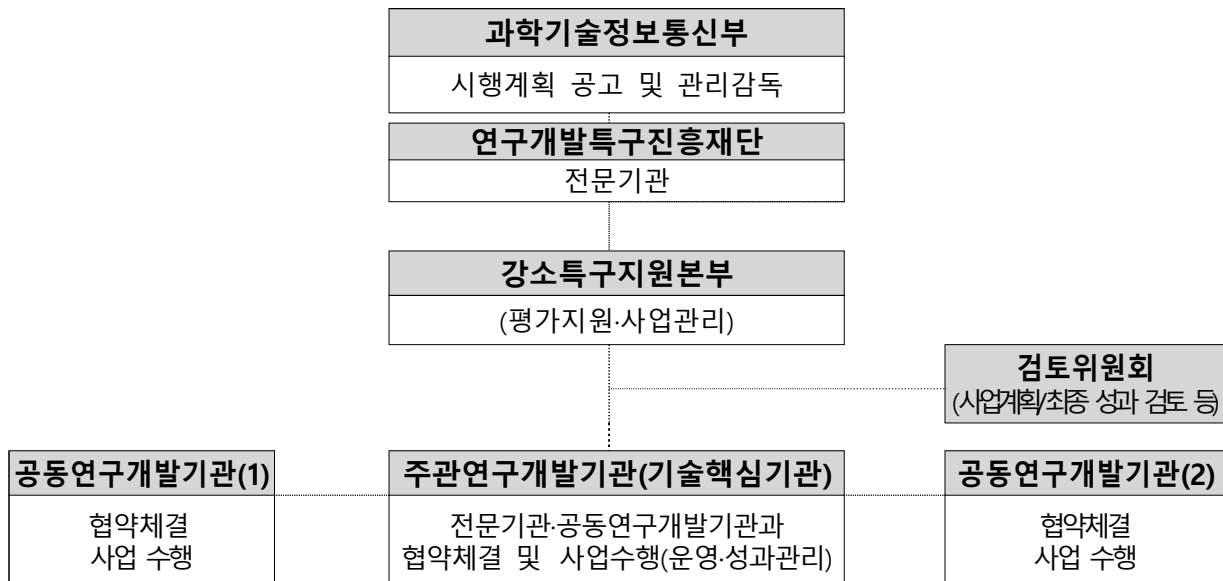 과학기술정보통신부
시행계획 공고 및 관리감독
연구개발특구진흥재단
전문기관
강소특구지원본부
(평가지원·사업관리)
검토위원회
(사업계획/최종 성과 검토 등)
공동연구개발기관(1)
협약체결
사업 수행
주관연구개발기관(기술핵심기관)
전문기관·공동연구개발기관과
협약체결 및 사업수행(운영·성과관리)
공동연구개발기관(2)
협약체결
사업 수행